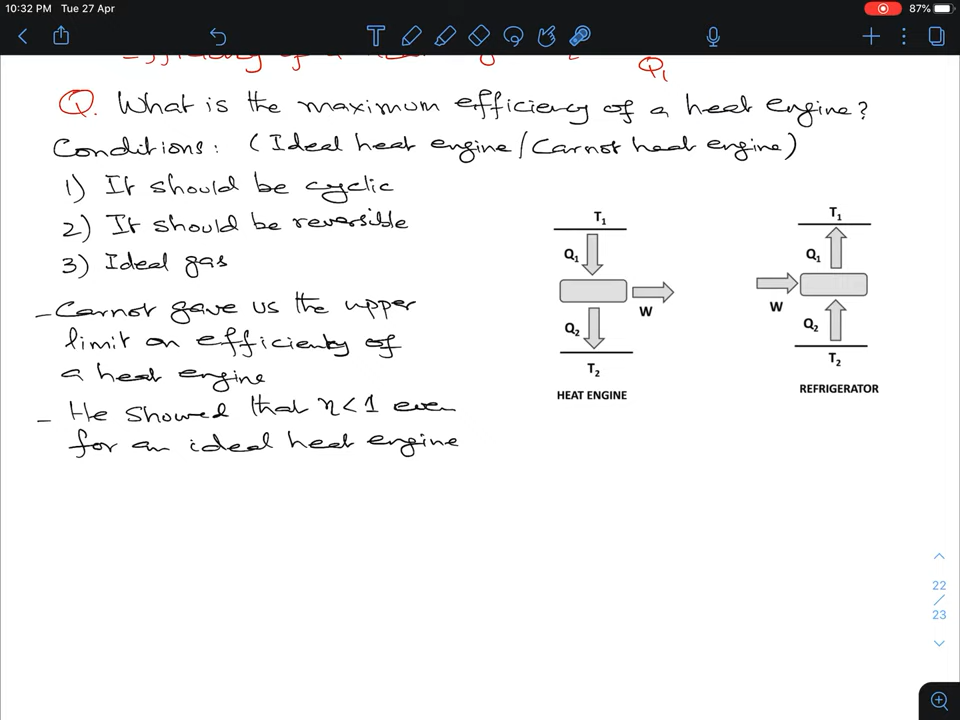 10:32 PM Tue 27 Apr
87%
Efficiency of a
Q1
Q. What is the maximum efficiency of a heat engine?
Conditions: (Ideal heat engine/Carnot heat engine)
1) It should be cyclic
2) It should be reversible
3) Ideal gas
- Carnot gave us the upper
limit on efficienty of
a heat engine
- He showed that η<1 even
for an ideal heat engine
T1
Q1
W
Q2
T2
HEAT ENGINE
T1
Q1
W
Q2
T2
REFRIGERATOR
22
/
23